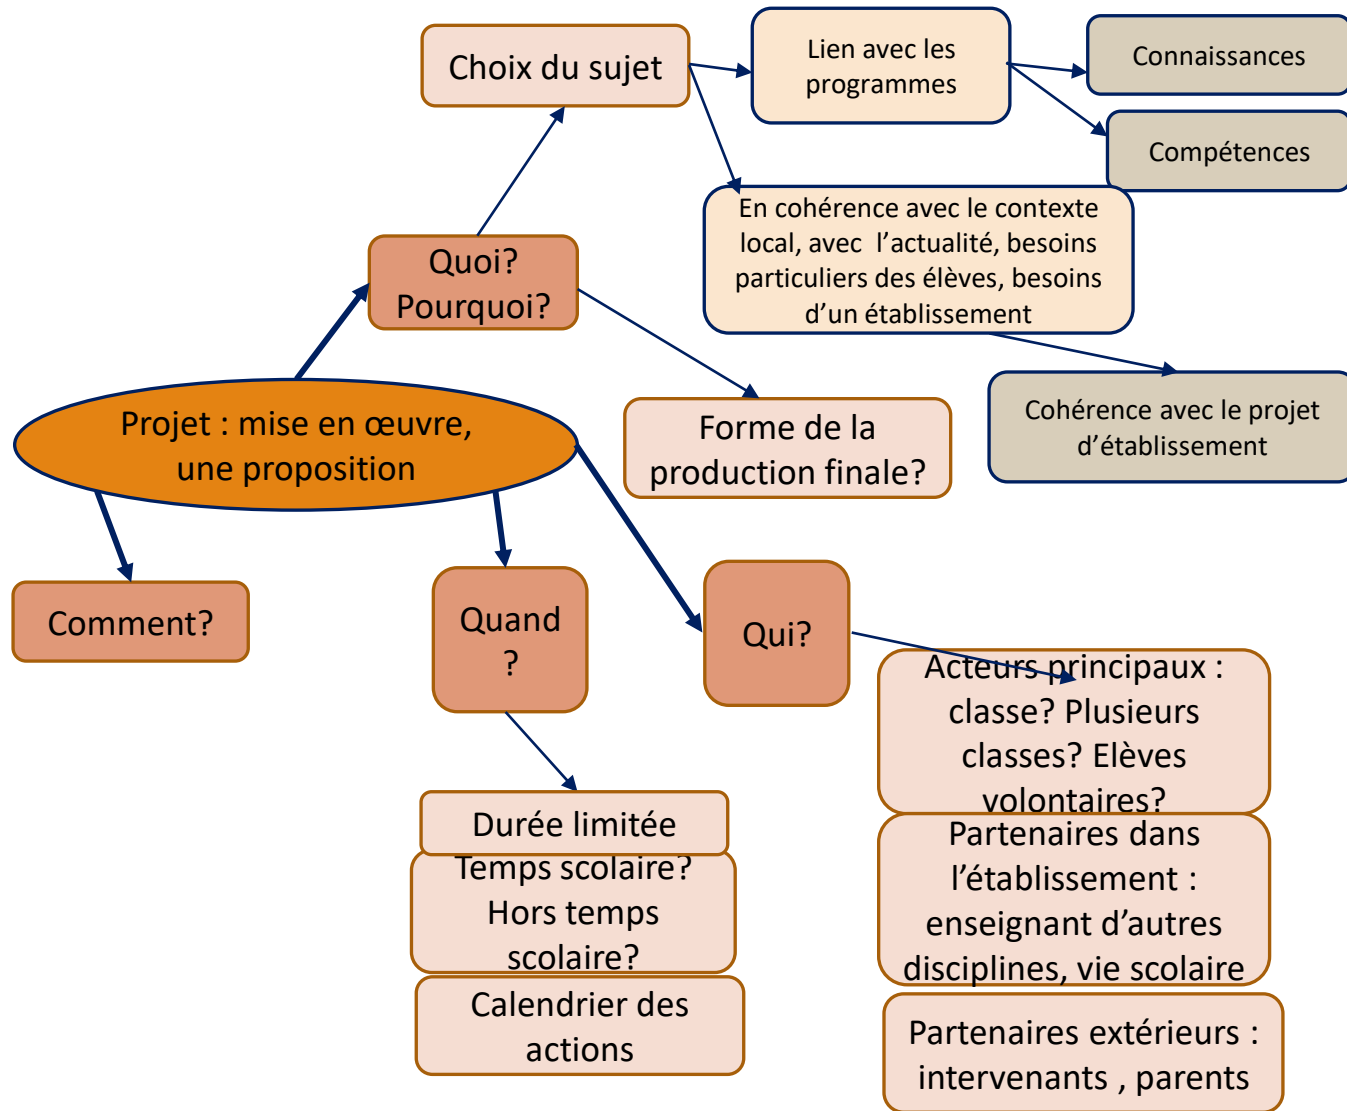 Choix du sujet
Lien avec les
programmes
Connaissances
Compétences
En cohérence avec le contexte
local, avec l’actualité, besoins
particuliers des élèves, besoins
d’un établissement
Quoi?
Pourquoi?
Cohérence avec le projet
d’établissement
Projet : mise en œuvre,
une proposition
Forme de la
production finale?
Comment?
Quand
?
Qui?
Durée limitée
Temps scolaire?
Hors temps
scolaire?
Calendrier des
actions
Acteurs principaux :
classe? Plusieurs
classes? Elèves
volontaires?
Partenaires dans
l’établissement :
enseignant d’autres
disciplines, vie scolaire
Partenaires extérieurs :
intervenants , parents